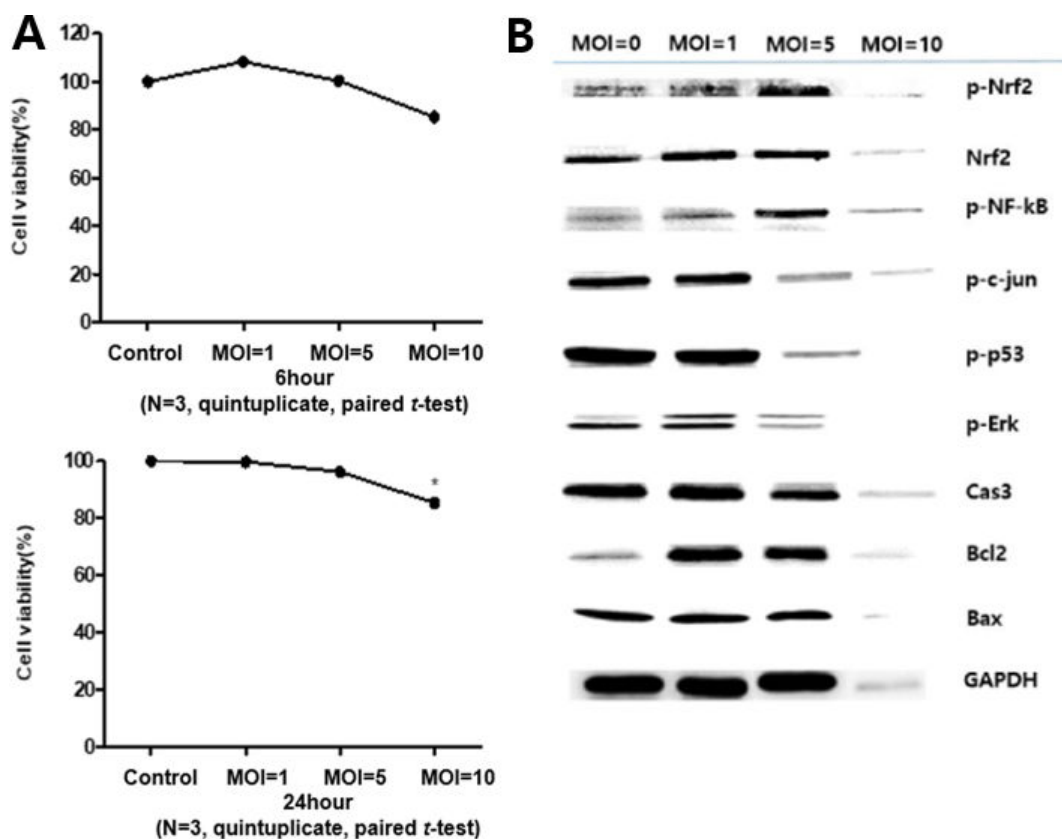 A
Cell viability(%)
120
100
80
60
40
20
0
Control MOI=1 MOI=5 MOI=10
6hour
(N=3, quintuplicate, paired t-test)
Cell viability(%)
100
80
60
40
20
0
*
Control MOI=1 MOI=5 MOI=10
24hour
(N=3, quintuplicate, paired t-test)
B
MOI=0 MOI=1 MOI=5 MOI=10
p-Nrf2
Nrf2
p-NF-kB
p-c-jun
p-p53
p-Erk
Cas3
Bcl2
Bax
GAPDH